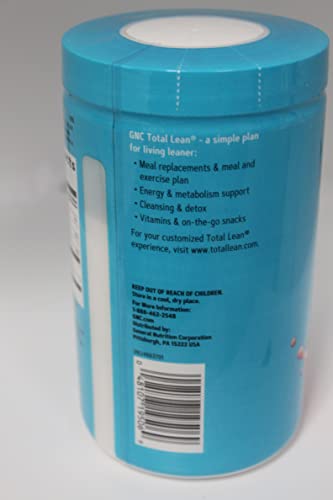 GNC Total Lean® - a simple plan
for living leaner:
• Meal replacements & meal and
exercise plan
• Energy & metabolism support
• Cleansing & detox
• Vitamins & on-the-go snacks
For your customized Total Lean®
experience, visit www.totallean.com.
KEEP OUT OF REACH OF CHILDREN.
Store in a cool, dry place.
For More Information:
1-888-462-2548
GNC.com
Distributed by:
General Nutrition Corporation
Pittsburgh, PA 15222 USA